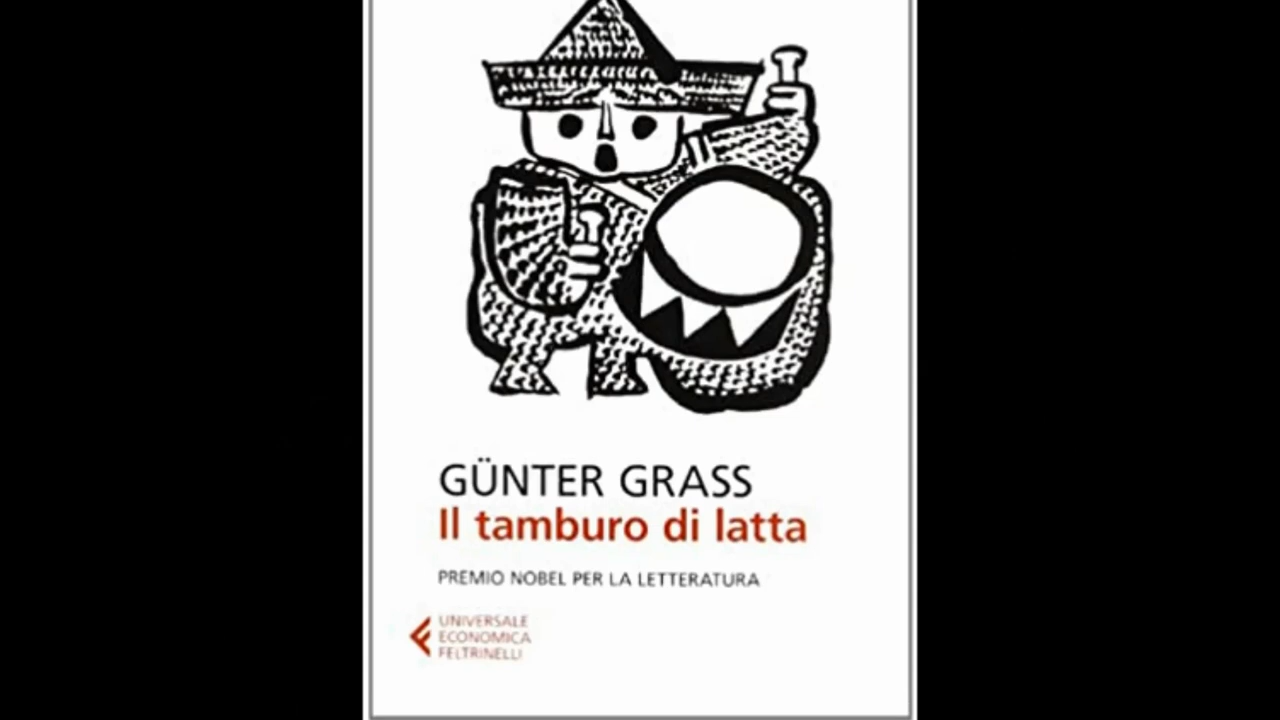 GÜNTER GRASS
Il tamburo di latta
PREMIO NOBEL PER LA LETTERATURA
UNIVERSALE
ECONOMICA
FELTRINELLI